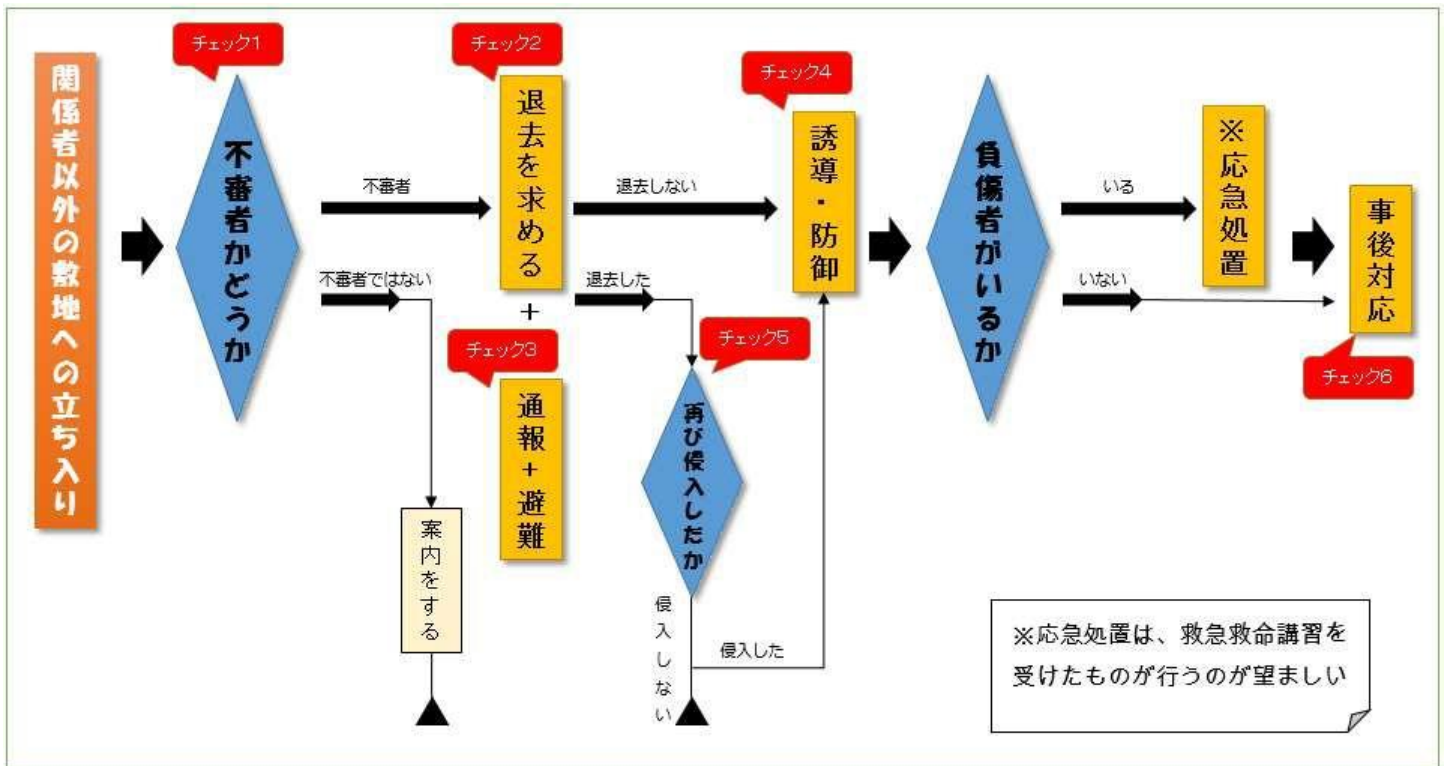 関係者以外の敷地への立ち入り
チェック1
不審者かどうか
不審者
不審者ではない
案内をする
チェック2
退去を求める
+
チェック3
通報+避難
退去しない
退去した
チェック5
再び侵入したか
侵入しない
侵入した
チェック4
誘導・防御
負傷者がいるか
いる
いない
※応急処置
事後対応
チェック6
※応急処置は、救急救命講習を
受けたものが行うのが望ましい